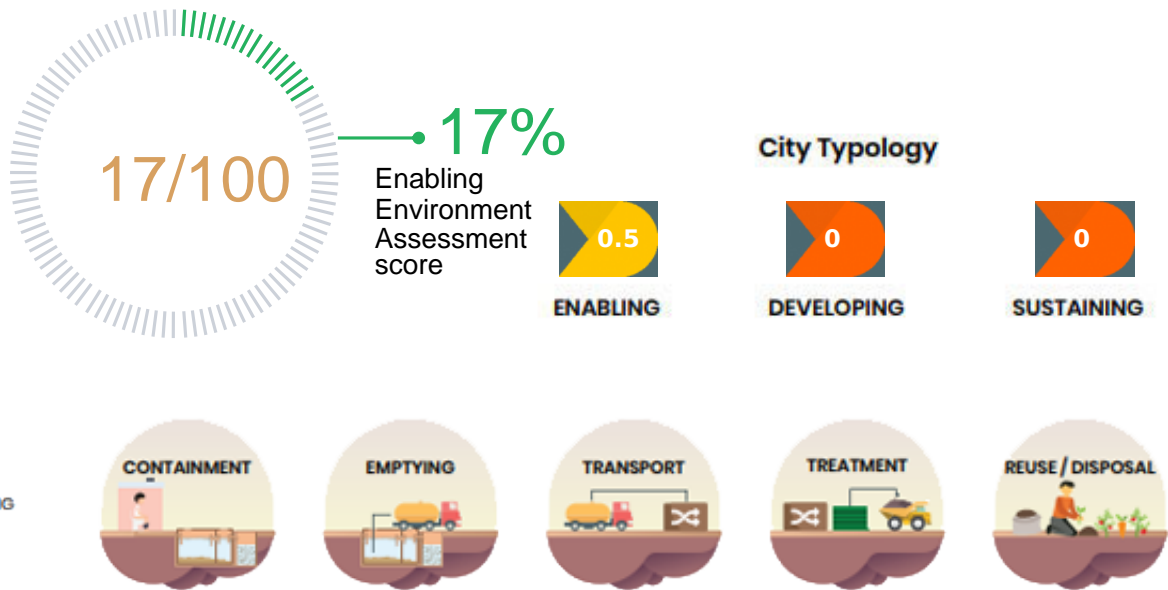 17/100
17%
Enabling
Environment
Assessment
score
City Typology
0.5
0
0
ENABLING
DEVELOPING
SUSTAINING
CONTAINMENT
EMPTYING
TRANSPORT
TREATMENT
REUSE / DISPOSAL